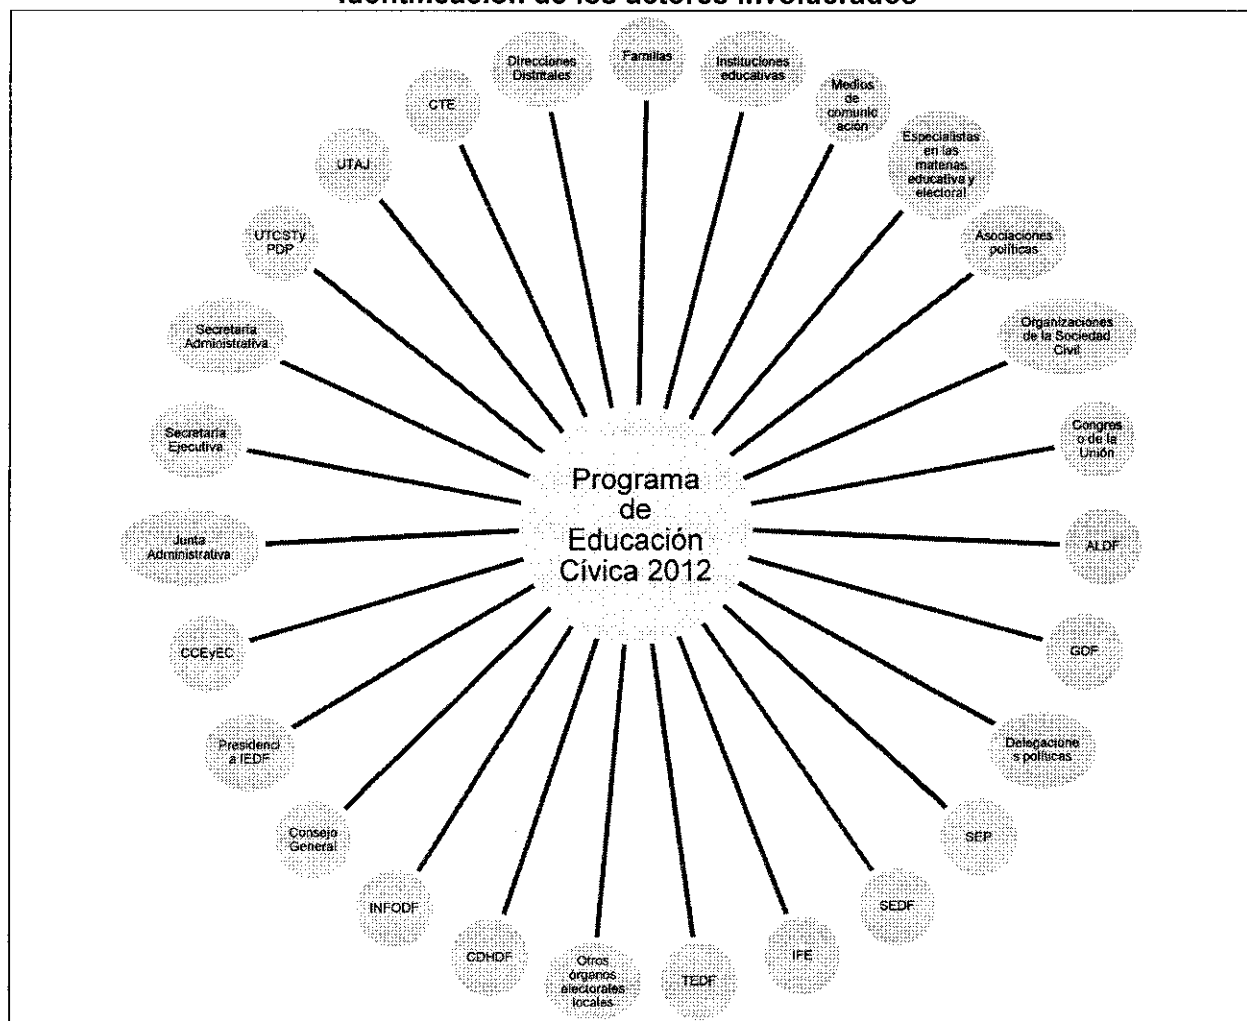 Identificación de los actores involucrados
Familias
Instituciones
educativas
Medios
de
comunic
ación
Especialistas
en las
materias
educativa y
electoral
Asociaciones
políticas
Organizaciones
de la Sociedad
Civil
Congres
o de la
Unión
ALDF
GDF
Delegacione
s políticas
SEP
SEDF
IFE
TEDF
Otros
órganos
electorales
locales
CDHDF
INFODF
Consejo
General
Presidenci
a IEDF
CCEyEC
Junta
Administrativa
Secretaría
Ejecutiva
Secretaría
Administrativa
UTCSTy
PDP
UTAJ
CTE
Direcciones
Distritales
Programa
de
Educación
Cívica 2012